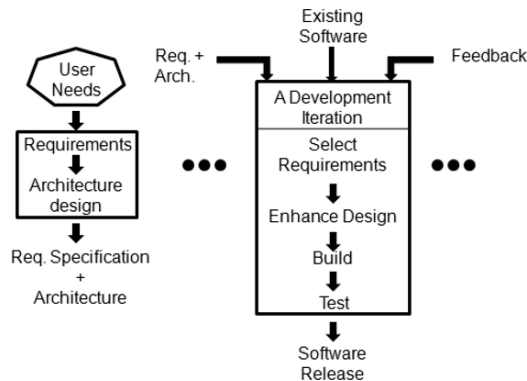 User
Needs
Requirements
Architecture
design
Req. Specification
+
Architecture
Existing
Software
Req. +
Arch.
Feedback
A Development
Iteration
Select
Requirements
Enhance Design
Build
Test
Software
Release